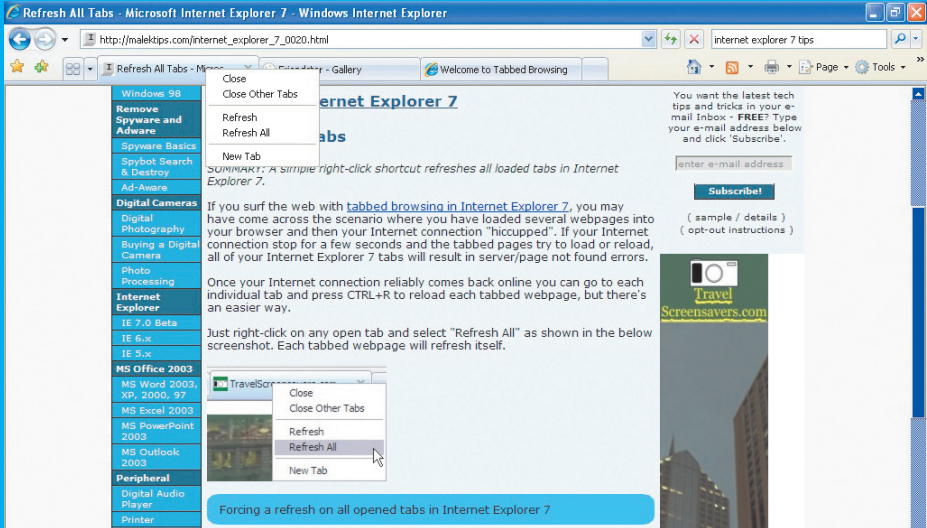 Refresh All Tabs - Microsoft Internet Explorer 7 - Windows Internet Explorer
http://malektips.com/internet_explorer_7_0020.html
internet explorer 7 tips
Refresh All Tabs - Micros
- Gallery
Welcome to Tabbed Browsing
Page
Tools
Close
Close Other Tabs
Refresh
Refresh All
New Tab
Windows 98
Remove
Spyware and
Adware
Spyware Basics
Spybot Search
& Destroy
Ad-Aware
Digital Cameras
Digital
Photography
Buying a Digital
Camera
Photo
Processing
Internet
Explorer
IE 7.0 Beta
IE 6.x
IE 5.x
MS Office 2003
MS Word 2003,
XP, 2000, 97
MS Excel 2003
MS PowerPoint
2003
MS Outlook
2003
Peripheral
Digital Audio
Player
Printer
ernet Explorer 7
abs
SUMMARY: A simple right-click shortcut refreshes all loaded tabs in Internet
Explorer 7.
If you surf the web with tabbed browsing in Internet Explorer 7, you may
have come across the scenario where you have loaded several webpages into
your browser and then your Internet connection "hiccupped". If your Internet
connection stop for a few seconds and the tabbed pages try to load or reload,
all of your Internet Explorer 7 tabs will result in server/page not found errors.
Once your Internet connection reliably comes back online you can go to each
individual tab and press CTRL+R to reload each tabbed webpage, but there's
an easier way.
Just right-click on any open tab and select "Refresh All" as shown in the below
screenshot. Each tabbed webpage will refresh itself.
TravelScreensavers.com
Close
Close Other Tabs
Refresh
Refresh All
New Tab
Forcing a refresh on all opened tabs in Internet Explorer 7
You want the latest tech
tips and tricks in your e-
mail Inbox - FREE? Type
your e-mail address below
and click 'Subscribe'.
enter e-mail address
Subscribe!
( sample / details )
( opt-out instructions )
Travel
Screensavers.com